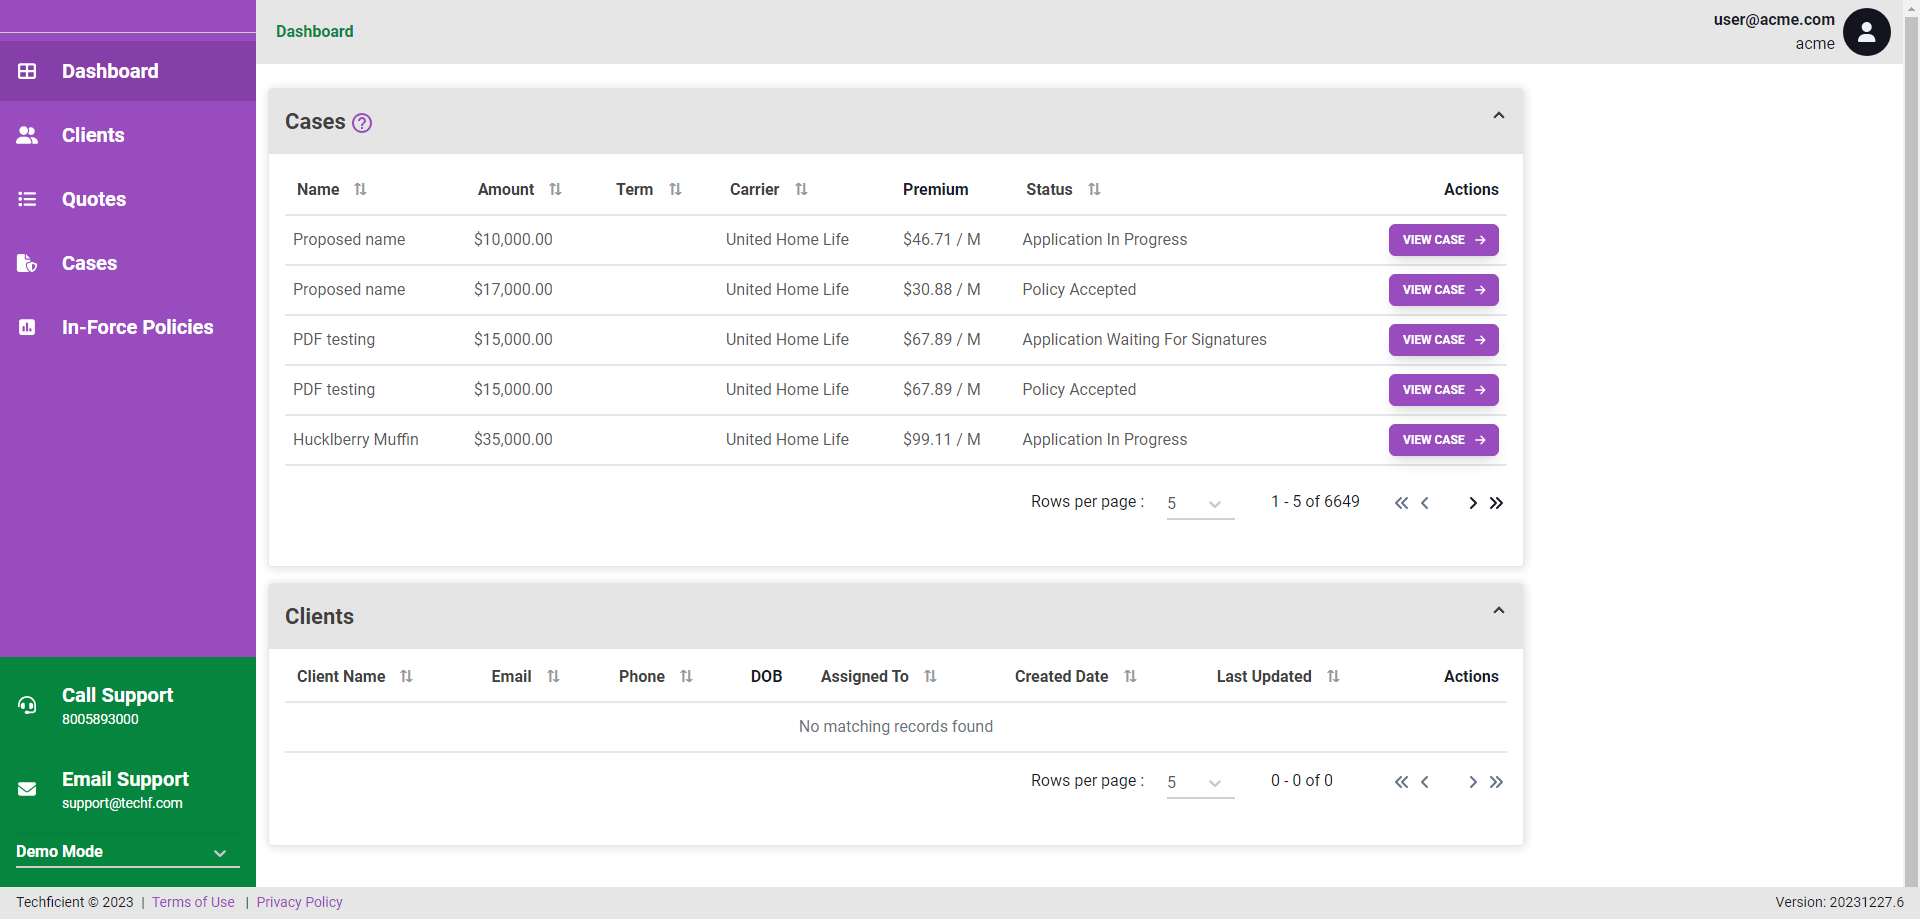 Dashboard
user@acme.com
acme
Dashboard
Clients
Quotes
Cases
In-Force Policies
Call Support
8005893000
Email Support
support@techf.com
Demo Mode
Cases ?
Name Amount Term Carrier Premium Status Actions
Proposed name $10,000.00 United Home Life $46.71 / M Application In Progress VIEW CASE
Proposed name $17,000.00 United Home Life $30.88 / M Policy Accepted VIEW CASE
PDF testing $15,000.00 United Home Life $67.89 / M Application Waiting For Signatures VIEW CASE
PDF testing $15,000.00 United Home Life $67.89 / M Policy Accepted VIEW CASE
Hucklberry Muffin $35,000.00 United Home Life $99.11 / M Application In Progress VIEW CASE
Rows per page : 5 1 - 5 of 6649
Clients
Client Name Email Phone DOB Assigned To Created Date Last Updated Actions
No matching records found
Rows per page : 5 0 - 0 of 0
Techficient © 2023 | Terms of Use | Privacy Policy
Version: 20231227.6